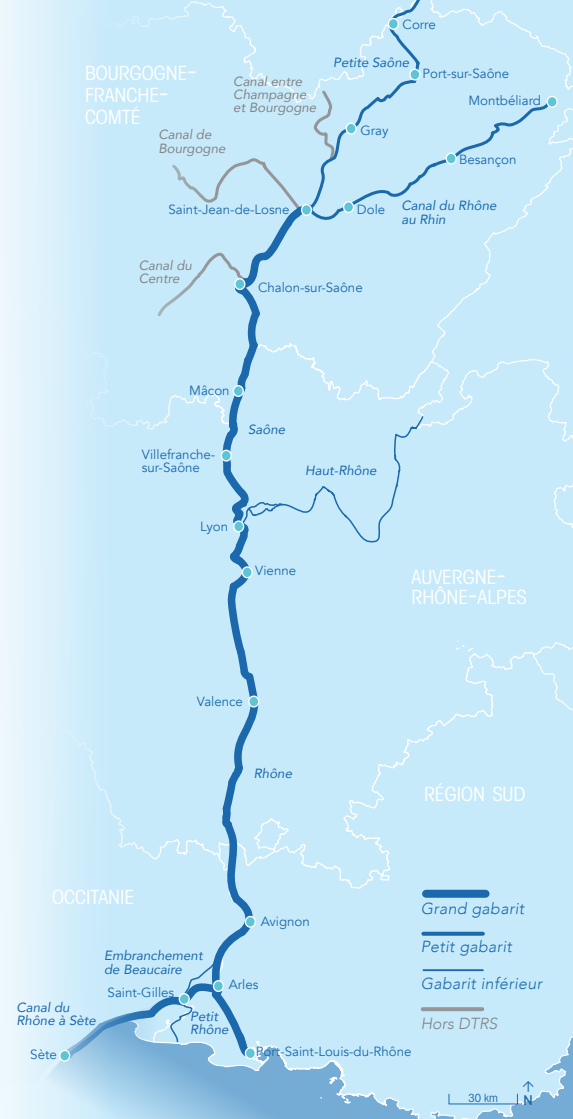 Corre
Petite Saône
Port-sur-Saône
BOURGOGNE-
FRANCHE-
COMTÉ
Canal entre
Champagne
et Bourgogne
Montbéliard
Gray
Canal de
Bourgogne
Besançon
Saint-Jean-de-Losne
Dole
Canal du Rhône
au Rhin
Canal du
Centre
Chalon-sur-Saône
Mâcon
Saône
Villefranche-
sur-Saône
Haut-Rhône
Lyon
Vienne
AUVERGNE-
RHÔNE-ALPES
Valence
Rhône
RÉGION SUD
OCCITANIE
Grand gabarit
Avignon
Petit gabarit
Embranchement
de Beaucaire
Gabarit inférieur
Arles
Saint-Gilles
Canal du
Rhône à Sète
Petit
Rhône
Hors DTRS
Sète
Port-Saint-Louis-du-Rhône
30 km
N